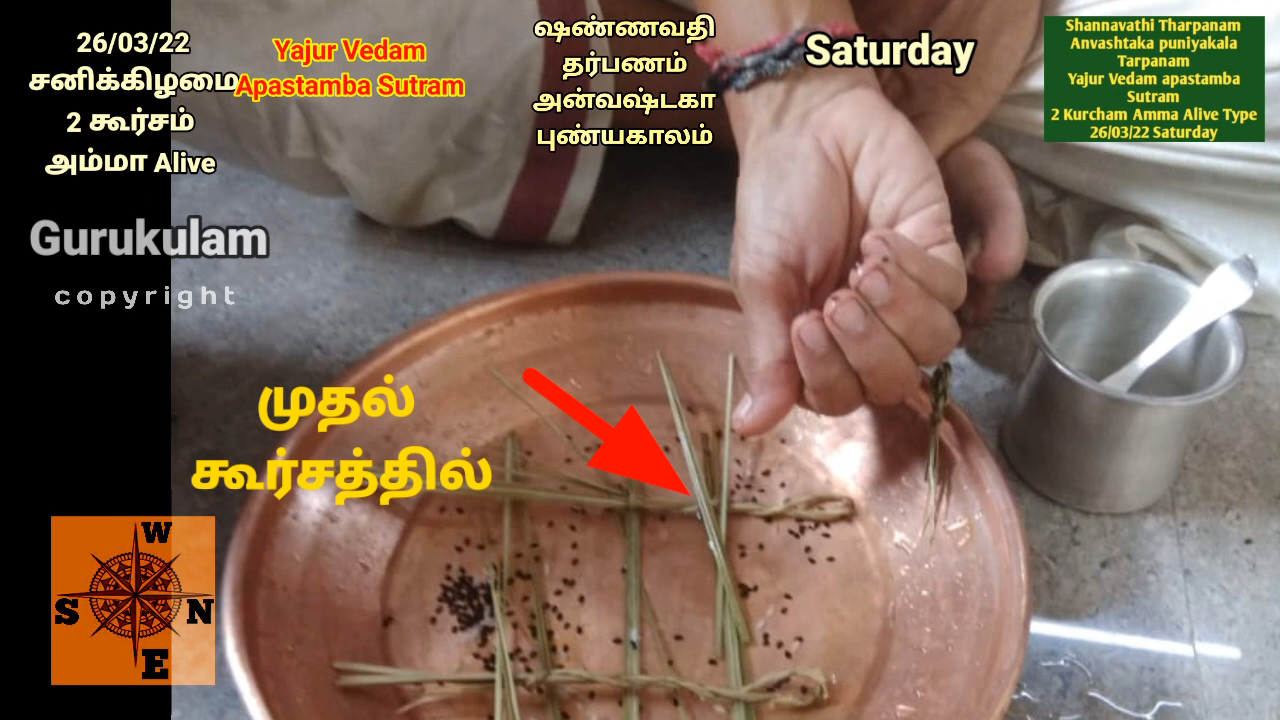 26/03/22
சனிக்கிழமை
2 கூர்சம்
அம்மா Alive
Yajur Vedam
Apastamba Sutram
ஷண்ணவதி
தர்பணம்
அன்வஷ்டகா
புண்யகாலம்
Saturday
Shannavathi Tharpanam
Anvashtaka puniyakala
Tarpanam
Yajur Vedam apastamba
Sutram
2 Kurcham Amma Alive Type
26/03/22 Saturday
Gurukulam
copyright
முதல்
கூர்சத்தில்
W
S N
E